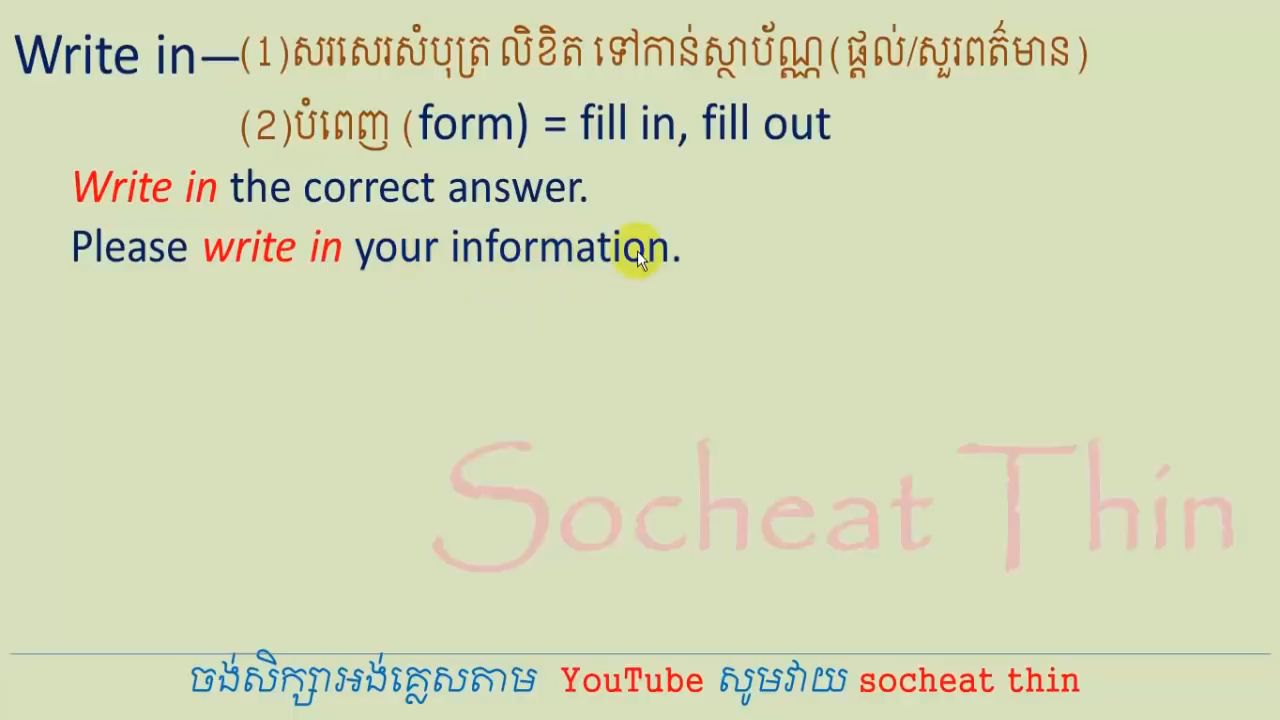 Write in—(1)សរសេរសំបុត្រ លិខិត ទៅកាន់ស្ថាប័ណ្ណ(ផ្តល់/សួរពត៌មាន)
(2)បំពេញ (form) = fill in, fill out
Write in the correct answer.
Please write in your information.
Socheat Thin
ចង់សិក្សាអង់គ្លេសតាម YouTube សូមវាយ socheat thin